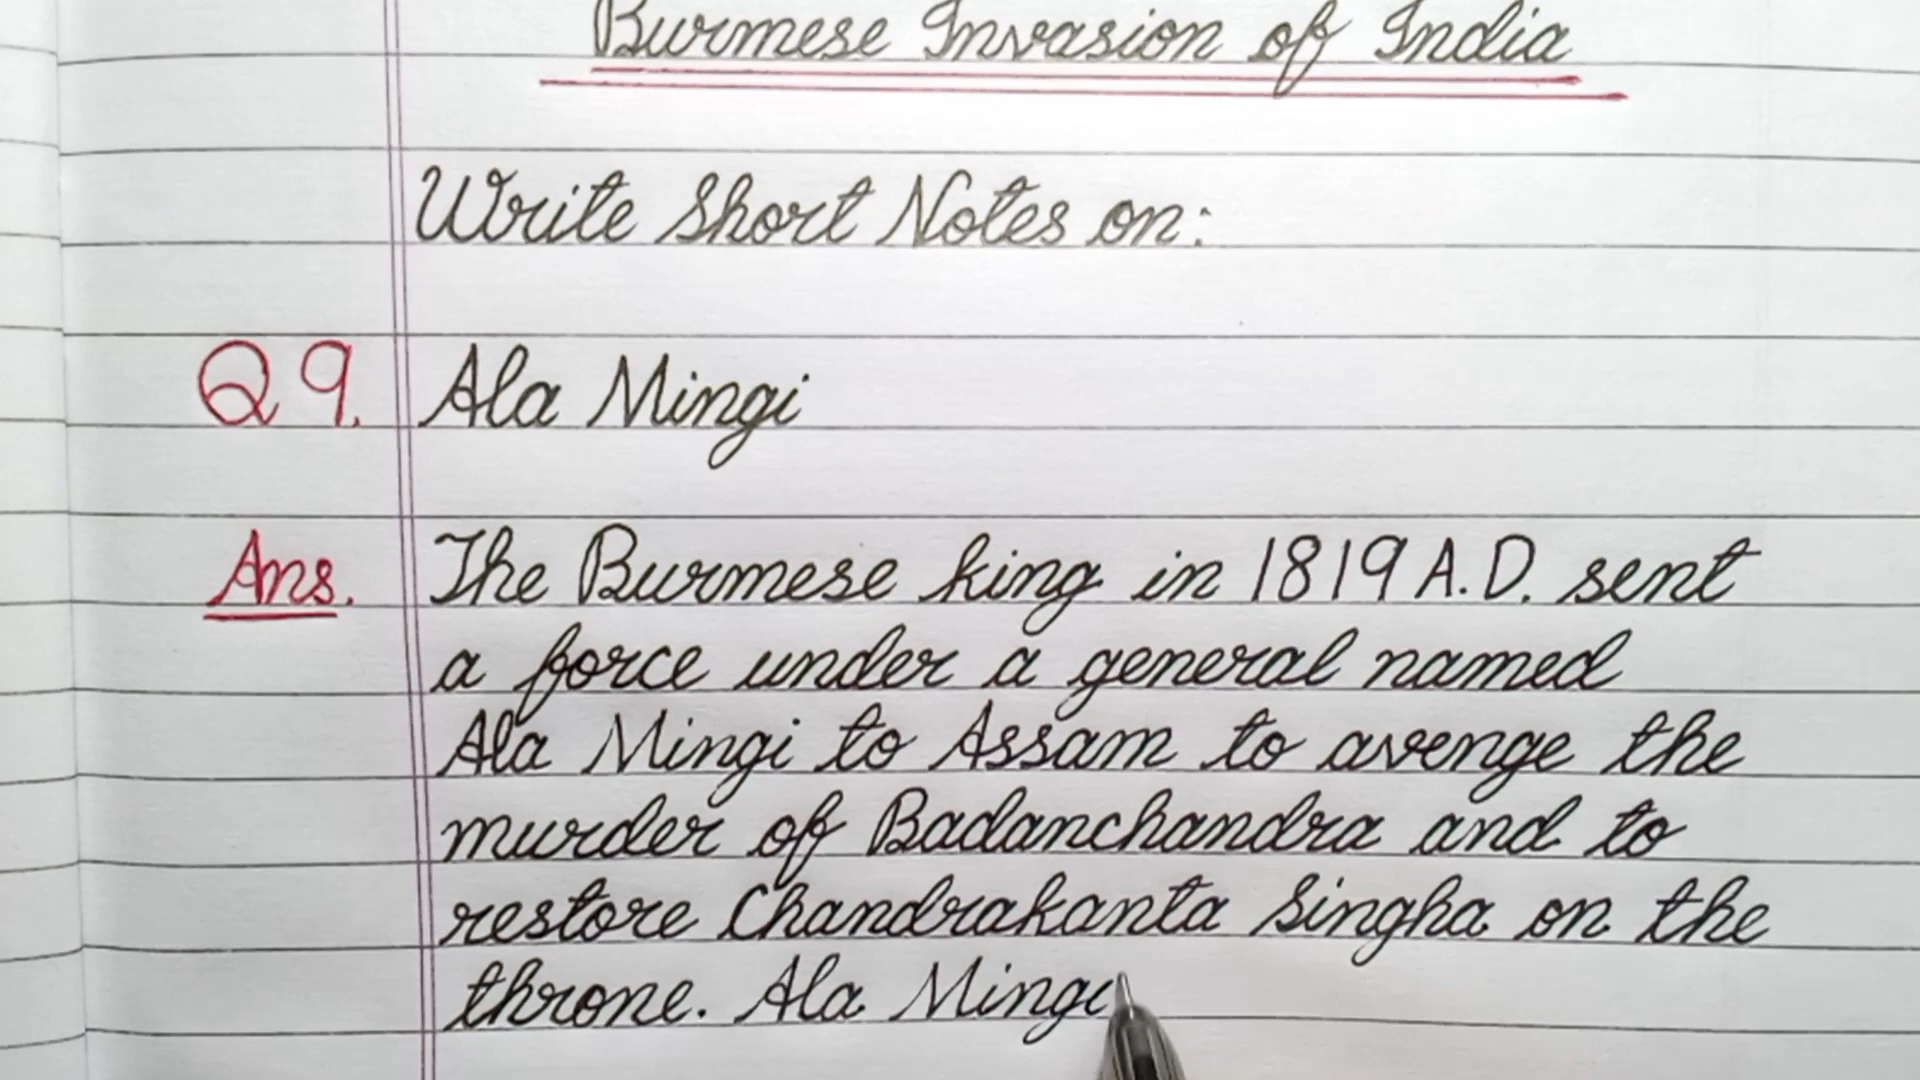 Burmese Invasion of India
Write Short Notes on:
Q 9. Ala Mingi
Ans. The Burmese king in 1819 A.D. sent
a force under a general named
Ala Mingi to Assam to avenge the
murder of Badanchandra and to
restore Chandrakanta Singha on the
throne. Ala Mingi